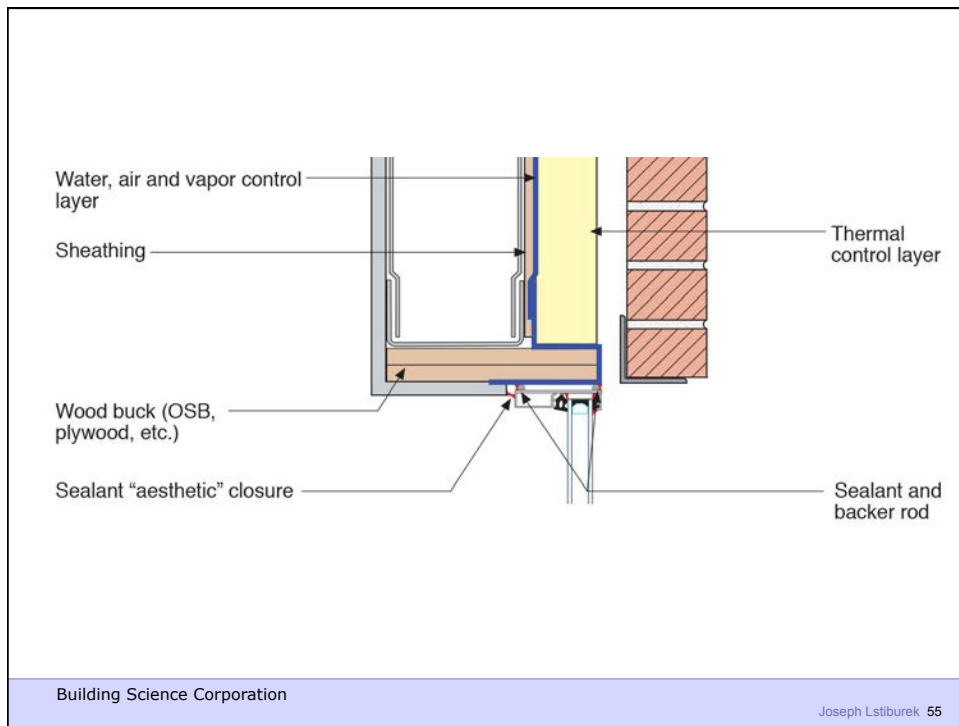 Water, air and vapor control
layer
Sheathing
Thermal
control layer
Wood buck (OSB,
plywood, etc.)
Sealant “aesthetic” closure
Sealant and
backer rod
Building Science Corporation
Joseph Lstiburek 55